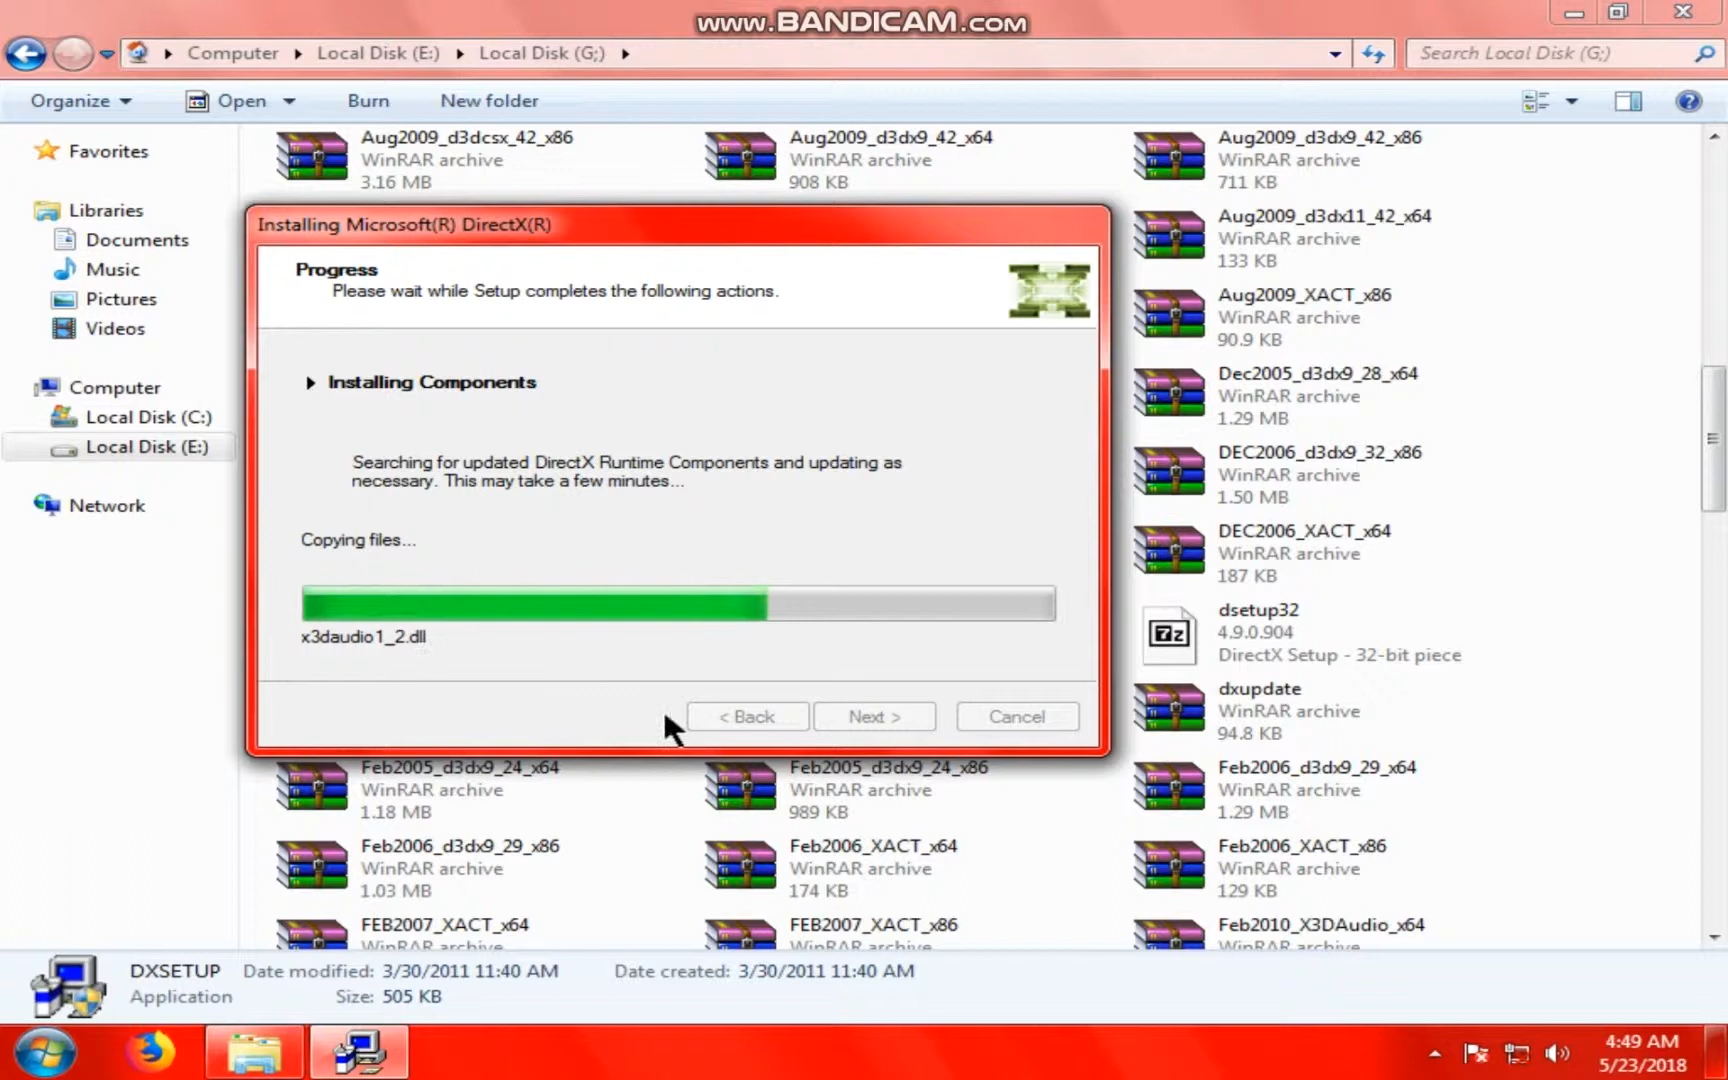 www.BANDICAM.com
Computer Local Disk (E:) Local Disk (G;)
Search Local Disk (G;)
Organize Open Burn New folder
Favorites
Libraries
Documents
Music
Pictures
Videos
Computer
Local Disk (C:)
Local Disk (E:)
Network
Aug2009_d3dcsx_42_x86
WinRAR archive
3.16 MB
Aug2009_d3dx9_42_x64
WinRAR archive
908 KB
Aug2009_d3dx9_42_x86
WinRAR archive
711 KB
Aug2009_d3dx11_42_x64
WinRAR archive
133 KB
Aug2009_XACT_x86
WinRAR archive
90.9 KB
Dec2005_d3dx9_28_x64
WinRAR archive
1.29 MB
DEC2006_d3dx9_32_x86
WinRAR archive
1.50 MB
DEC2006_XACT_x64
WinRAR archive
187 KB
7z
dsetup32
4.9.0.904
DirectX Setup - 32-bit piece
dxupdate
WinRAR archive
94.8 KB
Installing Microsoft(R) DirectX(R)
Progress
Please wait while Setup completes the following actions.
Installing Components
Searching for updated DirectX Runtime Components and updating as
necessary. This may take a few minutes...
Copying files...
x3daudio1_2.dll
< Back Next > Cancel
Feb2005_d3dx9_24_x64
WinRAR archive
1.18 MB
Feb2005_d3dx9_24_x86
WinRAR archive
989 KB
Feb2006_d3dx9_29_x64
WinRAR archive
1.29 MB
Feb2006_d3dx9_29_x86
WinRAR archive
1.03 MB
Feb2006_XACT_x64
WinRAR archive
174 KB
Feb2006_XACT_x86
WinRAR archive
129 KB
FEB2007_XACT_x64
WinRAR archive
FEB2007_XACT_x86
WinRAR archive
Feb2010_X3DAudio_x64
WinRAR archive
DXSETUP Date modified: 3/30/2011 11:40 AM Date created: 3/30/2011 11:40 AM
Application Size: 505 KB
4:49 AM
5/23/2018